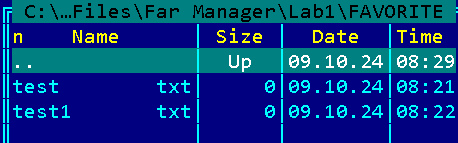 C:\…Files\Far Manager\Lab1\FAVORITE
n Name Size Date Time
.. Up 09.10.24 08:29
test txt 0 09.10.24 08:21
test1 txt 0 09.10.24 08:22